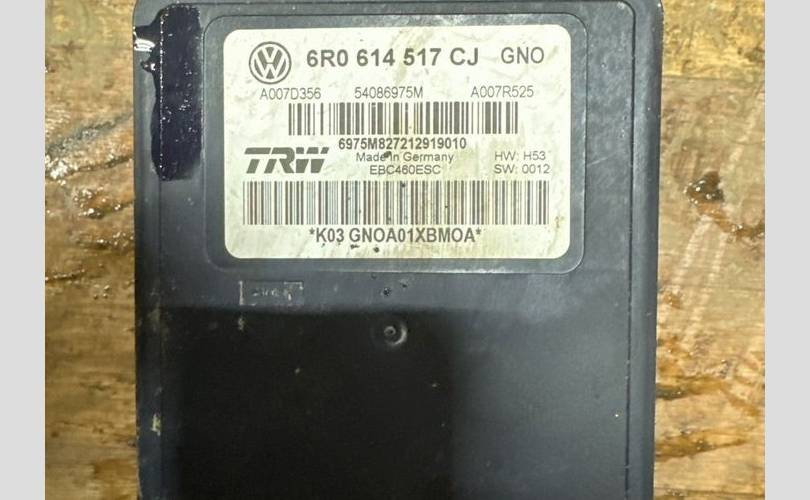 6R0 614 517 CJ GNO
A007D356 54086975M A007R525
6975M827212919010
TRW Made in Germany HW: H53
EBC460ESC SW: 0012
*K03 GNOA01XBMOA*